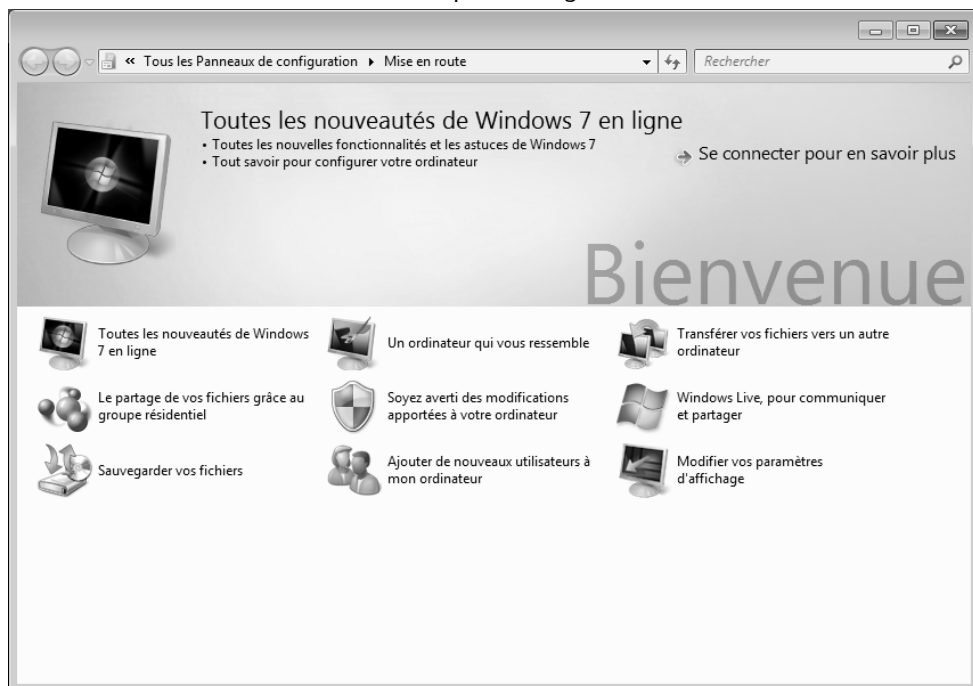 « Tous les Panneaux de configuration ▸ Mise en route
Rechercher
Toutes les nouveautés de Windows 7 en ligne
• Toutes les nouvelles fonctionnalités et les astuces de Windows 7
• Tout savoir pour configurer votre ordinateur
Se connecter pour en savoir plus
Bienvenue
Toutes les nouveautés de Windows
7 en ligne
Un ordinateur qui vous ressemble
Transférer vos fichiers vers un autre
ordinateur
Le partage de vos fichiers grâce au
groupe résidentiel
Soyez averti des modifications
apportées à votre ordinateur
Windows Live, pour communiquer
et partager
Sauvegarder vos fichiers
Ajouter de nouveaux utilisateurs à
mon ordinateur
Modifier vos paramètres
d'affichage